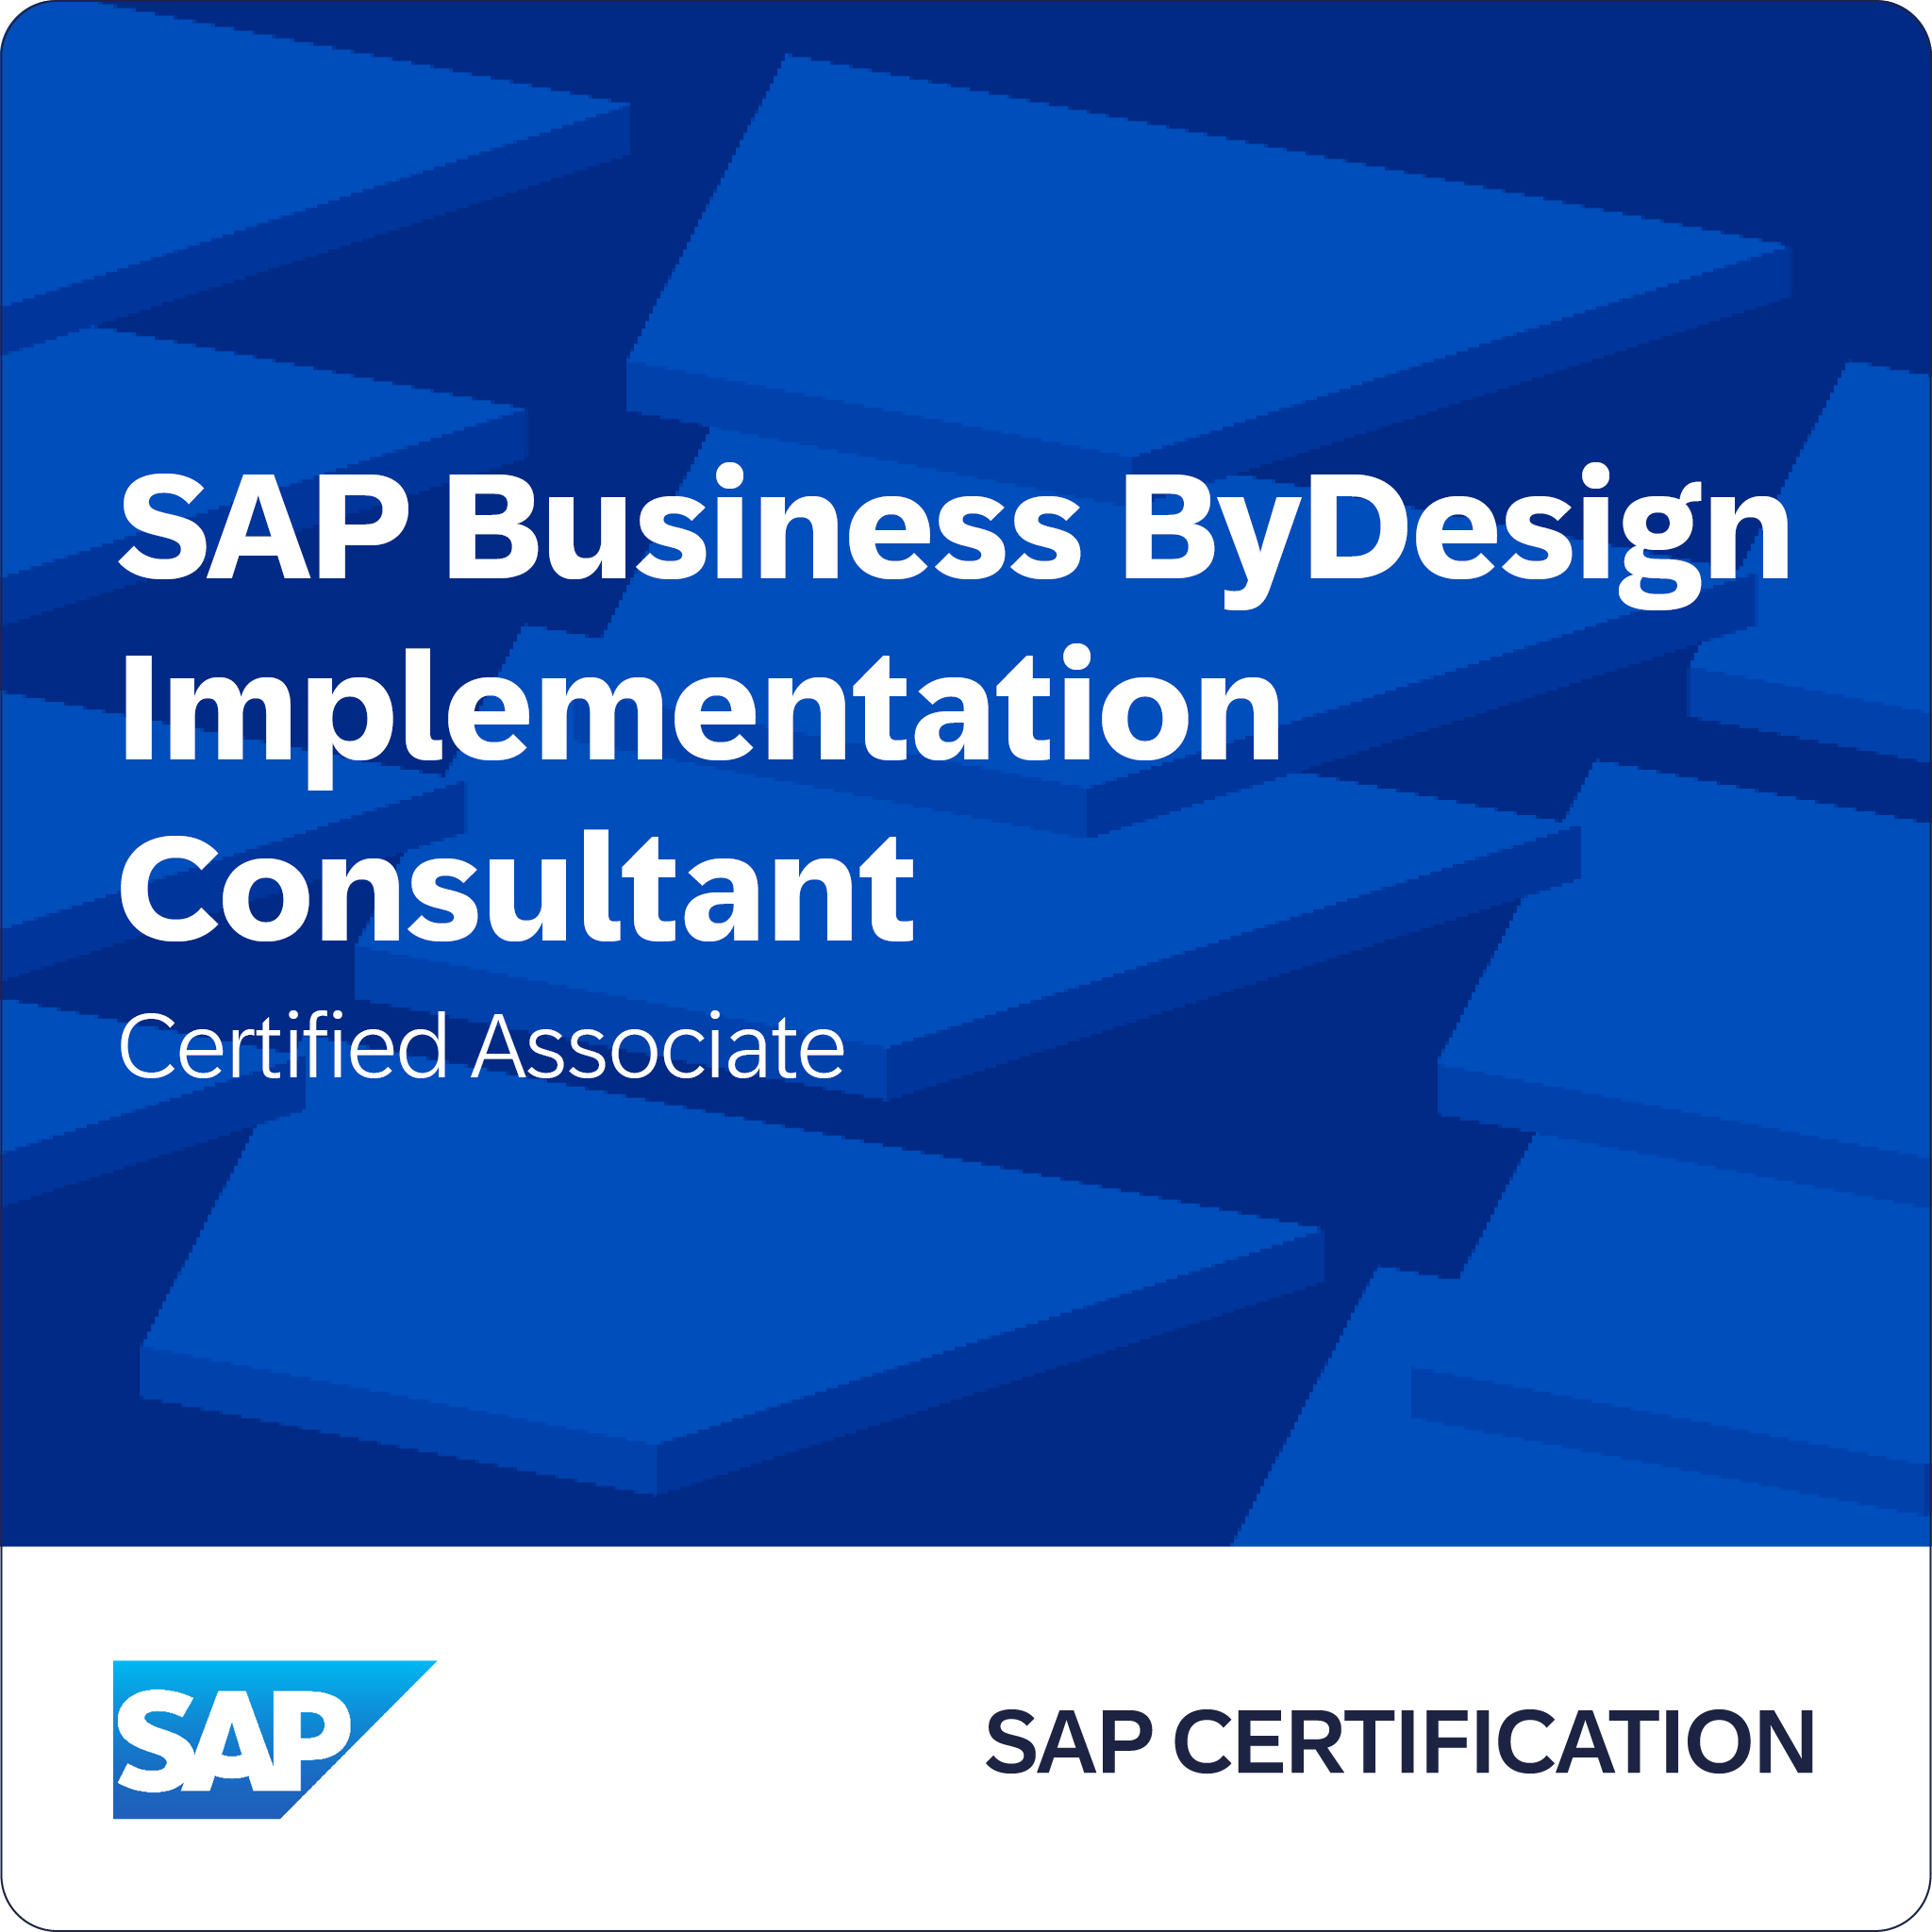 SAP Business ByDesign
Implementation
Consultant
Certified Associate
SAP
SAP CERTIFICATION